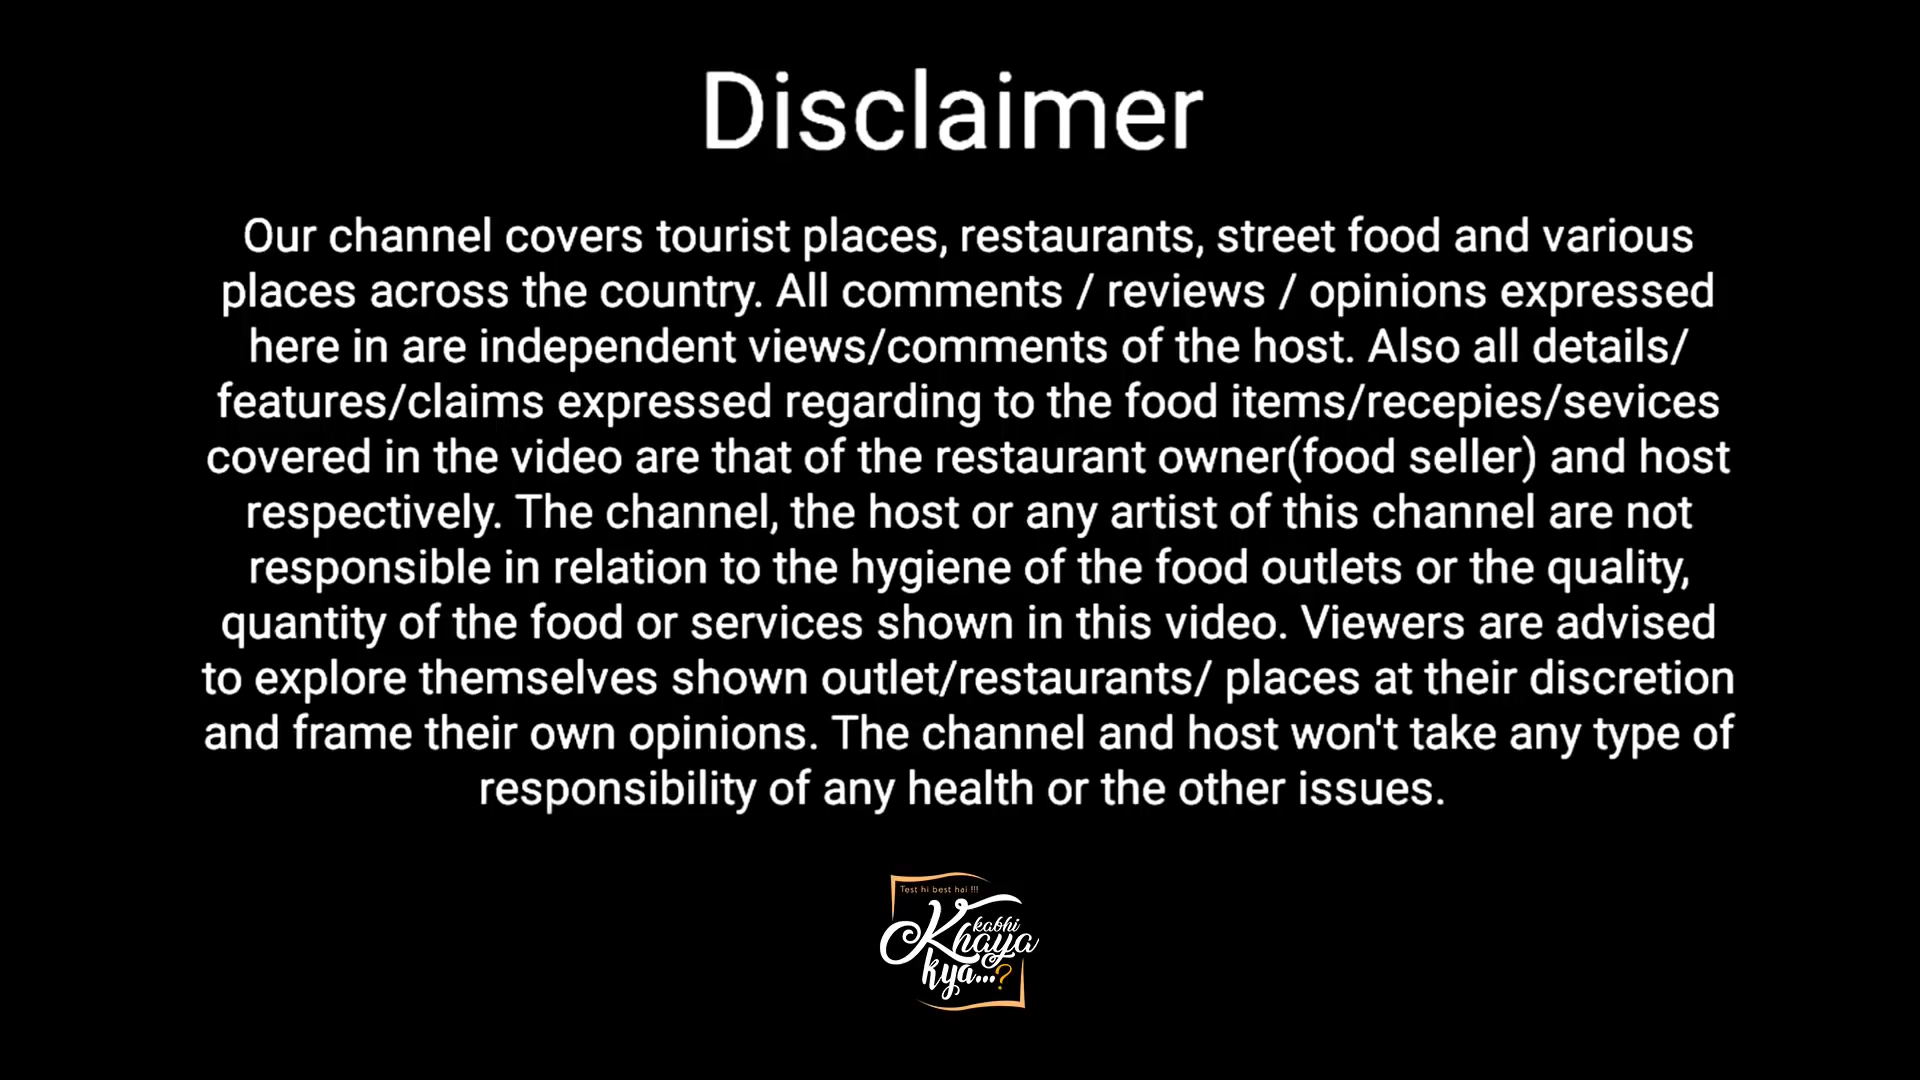 Disclaimer
Our channel covers tourist places, restaurants, street food and various
places across the country. All comments / reviews / opinions expressed
here in are independent views/comments of the host. Also all details/
features/claims expressed regarding to the food items/recepies/sevices
covered in the video are that of the restaurant owner(food seller) and host
respectively. The channel, the host or any artist of this channel are not
responsible in relation to the hygiene of the food outlets or the quality,
quantity of the food or services shown in this video. Viewers are advised
to explore themselves shown outlet/restaurants/ places at their discretion
and frame their own opinions. The channel and host won't take any type of
responsibility of any health or the other issues.
Test hi best hai !!!
kabhi
Khaya
kya...?